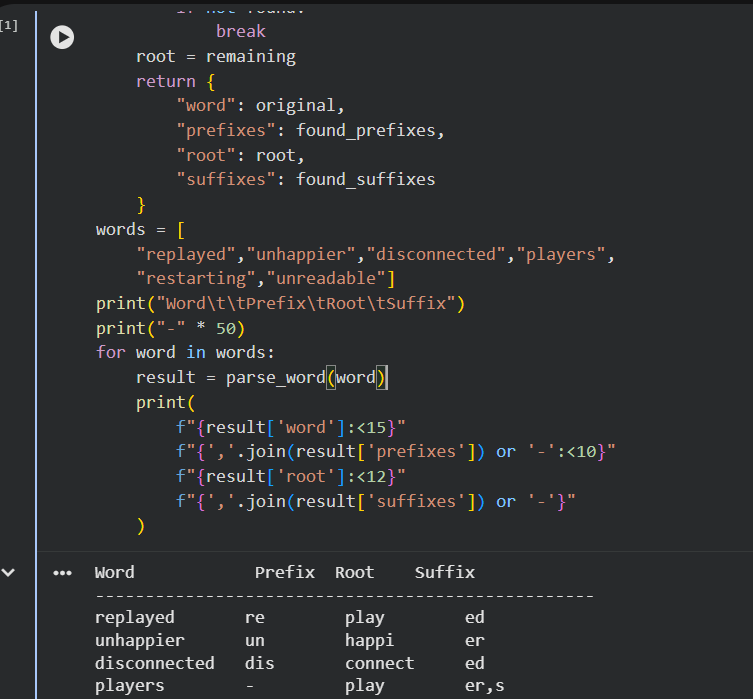 [1]
break
root = remaining
return {
"word": original,
"prefixes": found_prefixes,
"root": root,
"suffixes": found_suffixes
}
words = [
"replayed","unhappier","disconnected","players",
"restarting","unreadable"]
print("Word\t\tPrefix\tRoot\tSuffix")
print("-" * 50)
for word in words:
result = parse_word(word)
print(
f"{result['word']:<15}"
f"{','.join(result['prefixes']) or '-':<10}"
f"{result['root']:<12}"
f"{','.join(result['suffixes']) or '-'}"
)
Word Prefix Root Suffix
--------------------------------------------------
replayed re play ed
unhappier un happi er
disconnected dis connect ed
players - play er,s